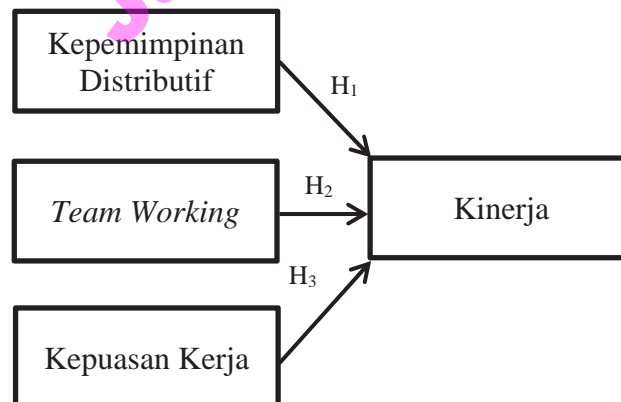 Kepemimpinan
Distributif
H₁
Team Working
H₂
Kinerja
H₃
Kepuasan Kerja